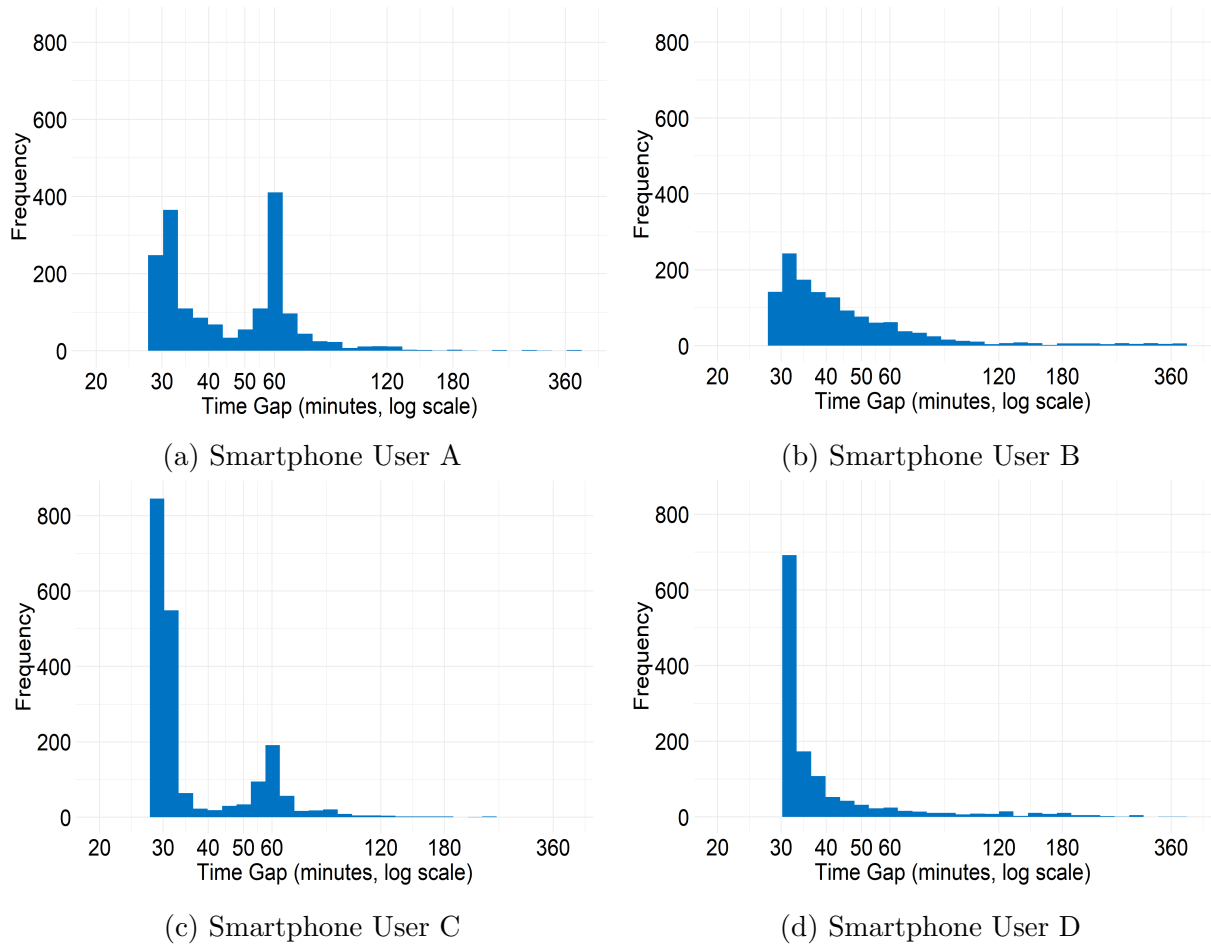 800
600
400
200
0
Frequency
20 30 40 50 60 120 180 360
Time Gap (minutes, log scale)
(a) Smartphone User A
800
600
400
200
0
Frequency
20 30 40 50 60 120 180 360
Time Gap (minutes, log scale)
(b) Smartphone User B
800
600
400
200
0
Frequency
20 30 40 50 60 120 180 360
Time Gap (minutes, log scale)
(c) Smartphone User C
800
600
400
200
0
Frequency
20 30 40 50 60 120 180 360
Time Gap (minutes, log scale)
(d) Smartphone User D